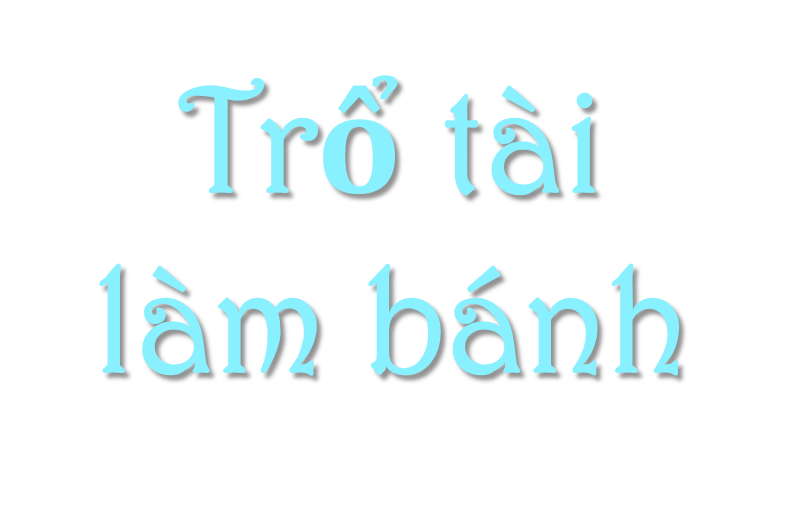 Trổ tài
làm bánh